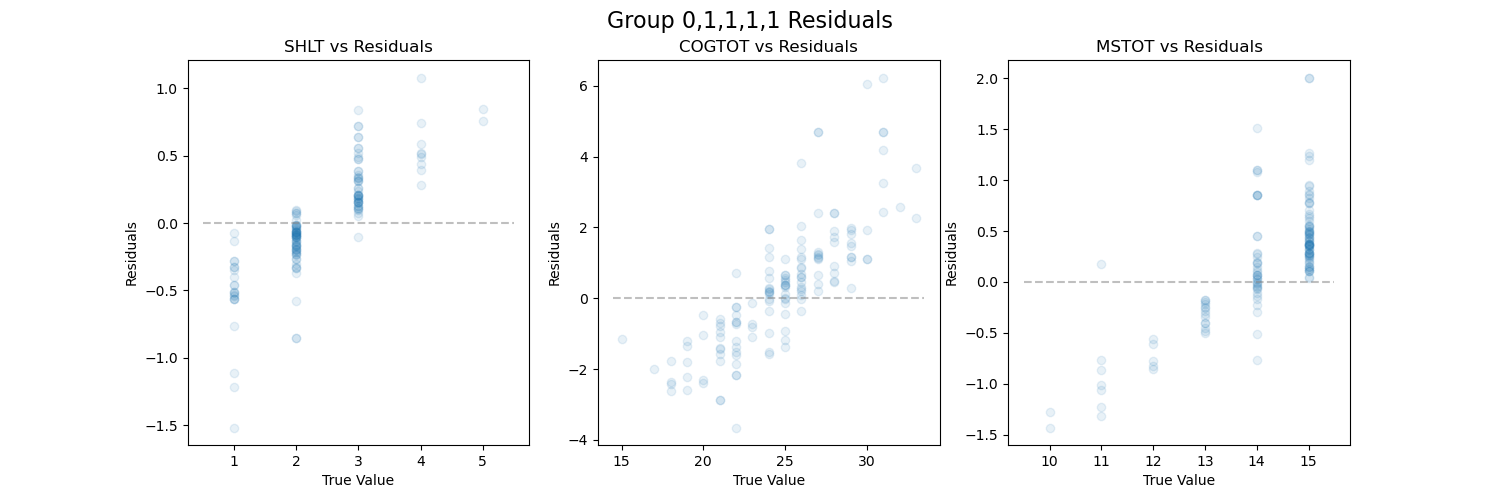 Group 0,1,1,1,1 Residuals
SHLT vs Residuals
1.0
0.5
0.0
−0.5
−1.0
−1.5
Residuals
1 2 3 4 5
True Value
COGTOT vs Residuals
6
4
2
0
−2
−4
Residuals
15 20 25 30
True Value
MSTOT vs Residuals
2.0
1.5
1.0
0.5
0.0
−0.5
−1.0
−1.5
Residuals
10 11 12 13 14 15
True Value